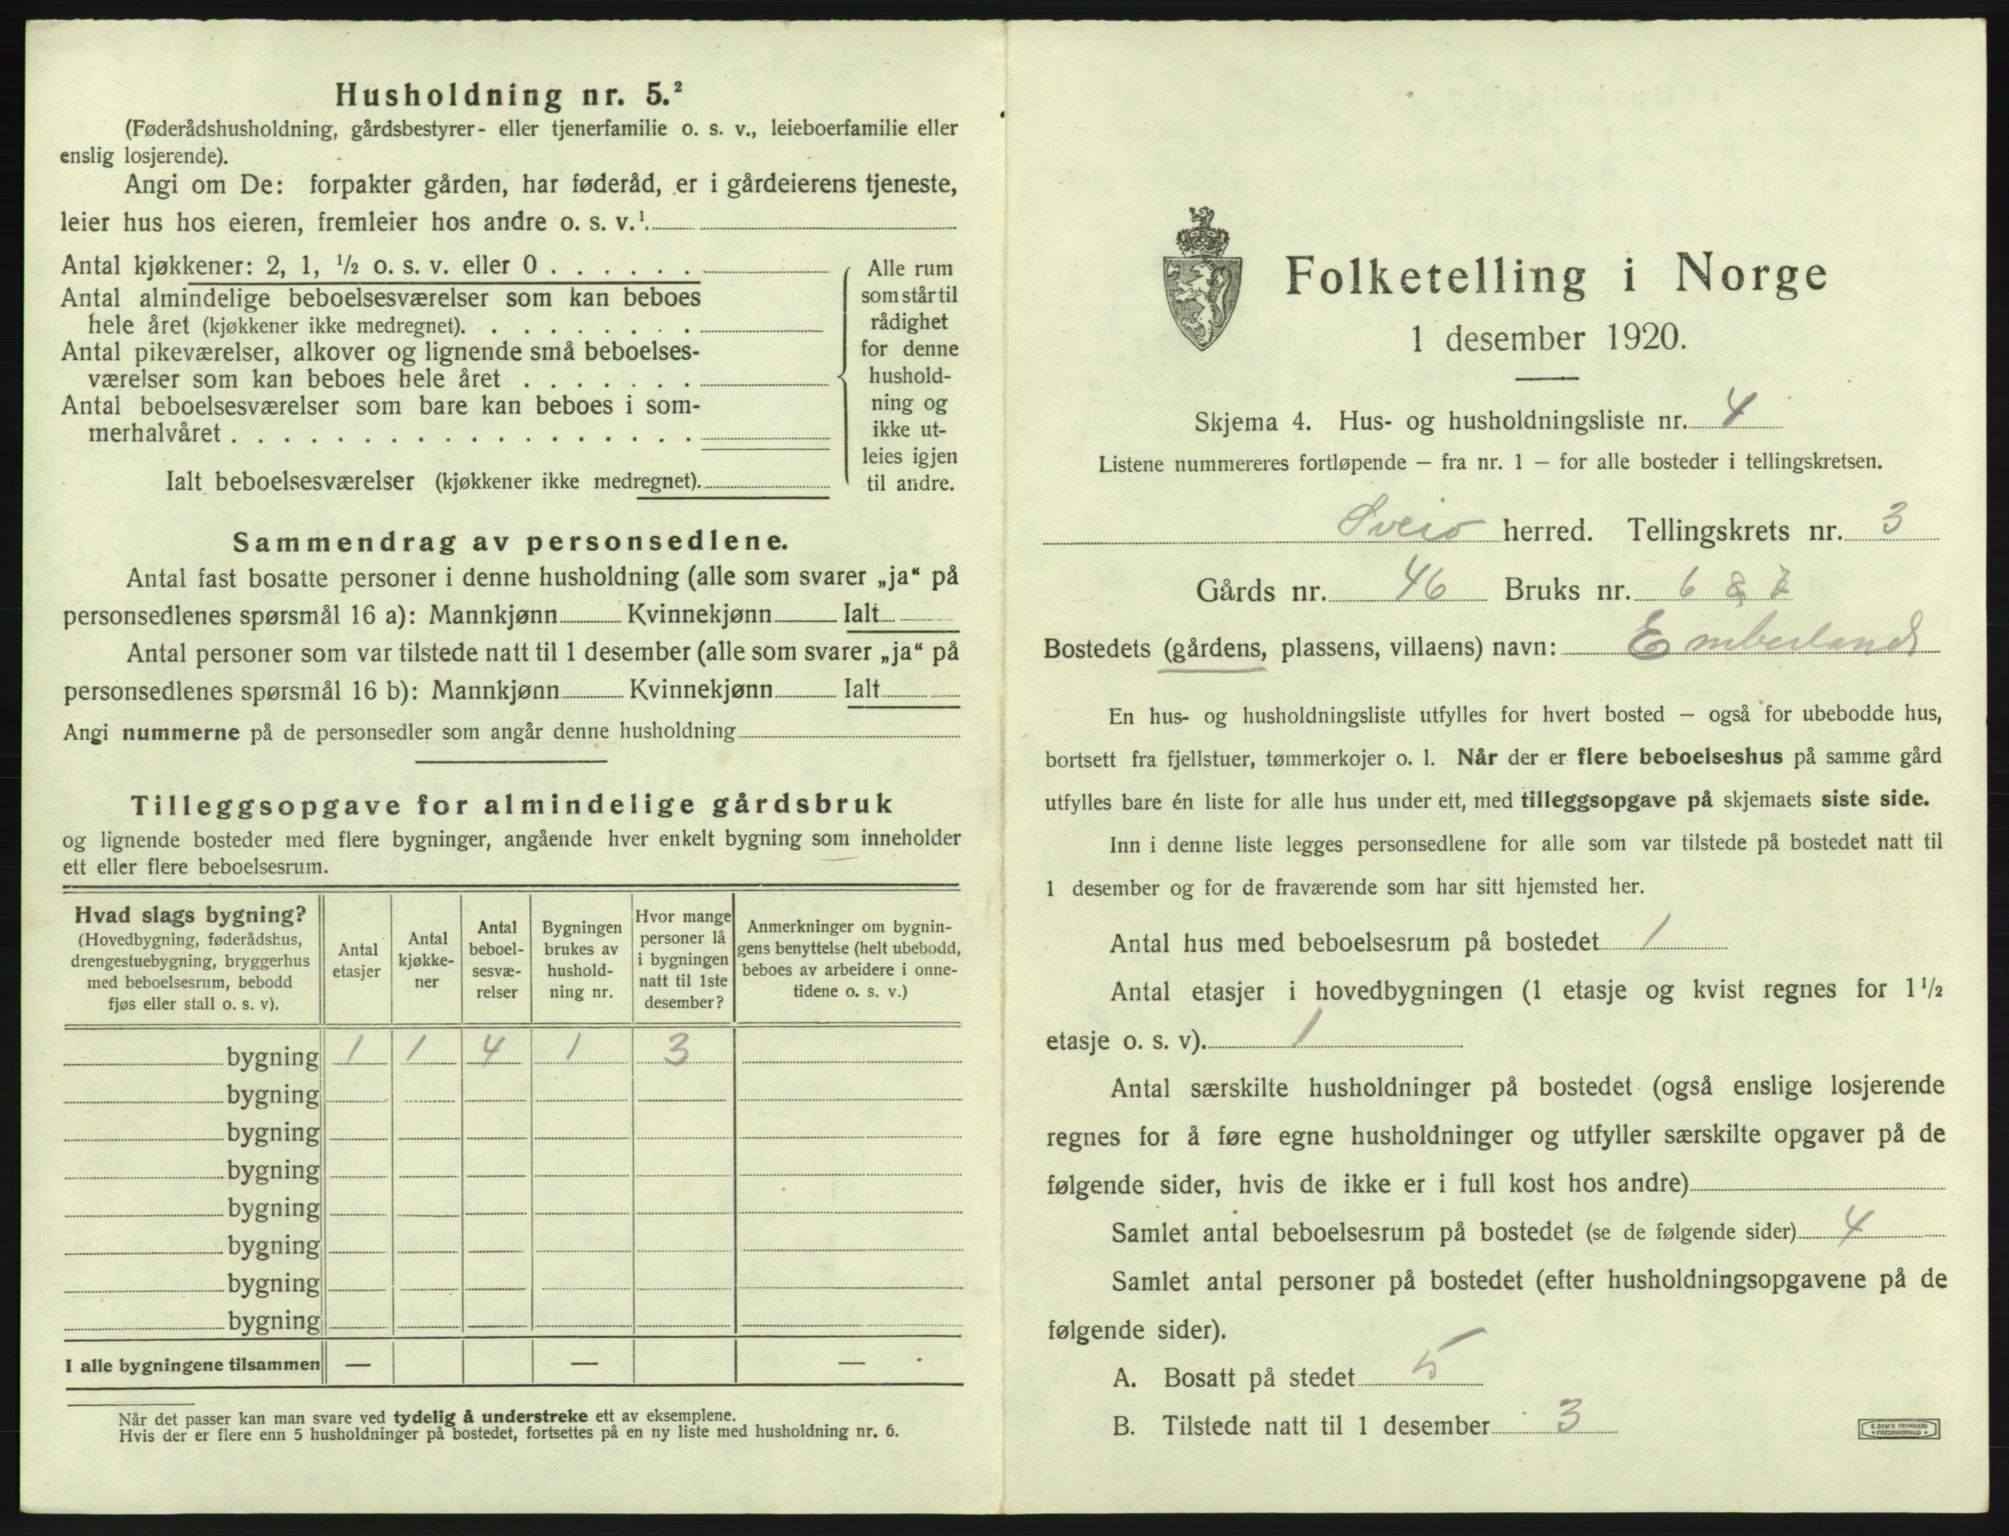 Husholdning nr. 5.²
(Føderådshusholdning, gårdsbestyrer- eller tjenerfamilie o. s. v., leieboerfamilie eller
enslig losjerende).
Angi om De: forpakter gården, har føderåd, er i gårdeierens tjeneste,
leier hus hos eieren, fremleier hos andre o. s. v.¹
Antal kjøkkener: 2, 1, ½ o. s. v. eller 0 . . . . . .
Antal almindelige beboelsesværelser som kan beboes
hele året (kjøkkener ikke medregnet). . . . . . . . .
Antal pikeværelser, alkover og lignende små beboelses-
værelser som kan beboes hele året . . . . . . .
Antal beboelsesværelser som bare kan beboes i som-
merhalvåret . . . . . . . . . . . . . . . . . .
Ialt beboelsesværelser (kjøkkener ikke medregnet).
Alle rum
som står til
rådighet
for denne
hushold-
ning og
ikke ut-
leies igjen
til andre.
Sammendrag av personsedlene.
Antal fast bosatte personer i denne husholdning (alle som svarer „ja“ på
personsedlenes spørsmål 16 a): Mannkjønn Kvinnekjønn Ialt
Antal personer som var tilstede natt til 1 desember (alle som svarer „ja“ på
personsedlenes spørsmål 16 b): Mannkjønn Kvinnekjønn Ialt
Angi nummerne på de personsedler som angår denne husholdning
Tilleggsopgave for almindelige gårdsbruk
og lignende bosteder med flere bygninger, angående hver enkelt bygning som inneholder
ett eller flere beboelsesrum.
Hvad slags bygning?
(Hovedbygning, føderådshus,
drengestuebygning, bryggerhus
med beboelsesrum, bebodd
fjøs eller stall o. s. v).
Antal
etasjer
Antal
kjøkke-
ner
Antal
beboel-
sesvæ-
relser
Bygningen
brukes av
hushold-
ning nr.
Hvor mange
personer lå
i bygningen
natt til 1ste
desember?
Anmerkninger om bygnin-
gens benyttelse (helt ubebodd,
beboes av arbeidere i onne-
tidene o. s. v.)
bygning 1 1 4 1 3
bygning
bygning
bygning
bygning
bygning
bygning
bygning
I alle bygningene tilsammen — — —
Når det passer kan man svare ved tydelig å understreke ett av eksemplene.
Hvis der er flere enn 5 husholdninger på bostedet, fortsettes på en ny liste med husholdning nr. 6.
Folketelling i Norge
1 desember 1920.
Skjema 4. Hus- og husholdningsliste nr. 4
Listene nummereres fortløpende — fra nr. 1 — for alle bosteder i tellingskretsen.
Sveio herred. Tellingskrets nr. 3
Gårds nr. 46 Bruks nr. 6 & 7
Bostedets (gårdens, plassens, villaens) navn: Emberland
En hus- og husholdningsliste utfylles for hvert bosted — også for ubebodde hus,
bortsett fra fjellstuer, tømmerkojer o. l. Når der er flere beboelseshus på samme gård
utfylles bare én liste for alle hus under ett, med tilleggsopgave på skjemaets siste side.
Inn i denne liste legges personsedlene for alle som var tilstede på bostedet natt til
1 desember og for de fraværende som har sitt hjemsted her.
Antal hus med beboelsesrum på bostedet 1
Antal etasjer i hovedbygningen (1 etasje og kvist regnes for 1½
etasje o. s. v). 1
Antal særskilte husholdninger på bostedet (også enslige losjerende
regnes for å føre egne husholdninger og utfyller særskilte opgaver på de
følgende sider, hvis de ikke er i full kost hos andre)
Samlet antal beboelsesrum på bostedet (se de følgende sider) 4
Samlet antal personer på bostedet (efter husholdningsopgavene på de
følgende sider).
A. Bosatt på stedet 5
B. Tilstede natt til 1 desember 3